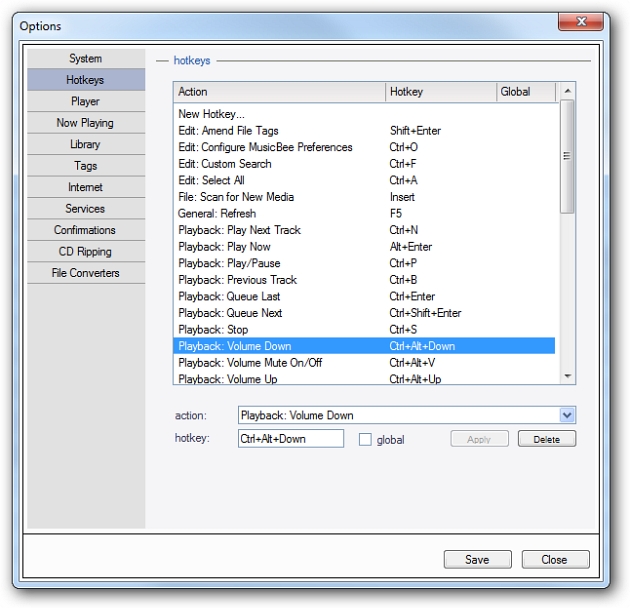 Options
System
Hotkeys
Player
Now Playing
Library
Tags
Internet
Services
Confirmations
CD Ripping
File Converters
hotkeys
Action Hotkey Global
New Hotkey...
Edit: Amend File Tags Shift+Enter
Edit: Configure MusicBee Preferences Ctrl+O
Edit: Custom Search Ctrl+F
Edit: Select All Ctrl+A
File: Scan for New Media Insert
General: Refresh F5
Playback: Play Next Track Ctrl+N
Playback: Play Now Alt+Enter
Playback: Play/Pause Ctrl+P
Playback: Previous Track Ctrl+B
Playback: Queue Last Ctrl+Enter
Playback: Queue Next Ctrl+Shift+Enter
Playback: Stop Ctrl+S
Playback: Volume Down Ctrl+Alt+Down
Playback: Volume Mute On/Off Ctrl+Alt+V
Playback: Volume Up Ctrl+Alt+Up
action: Playback: Volume Down
hotkey: Ctrl+Alt+Down global Apply Delete
Save Close